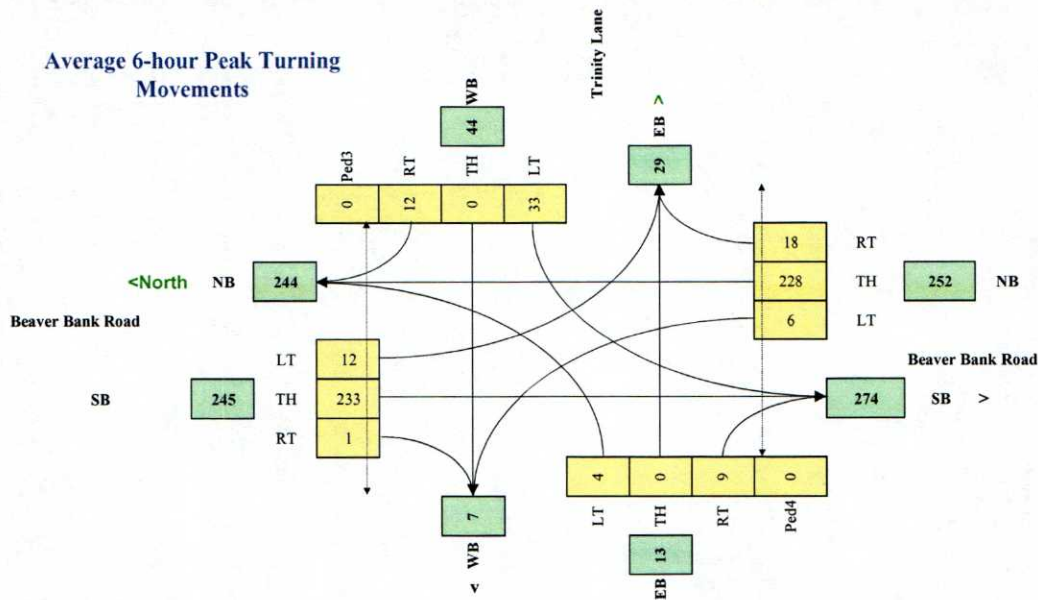 Average 6-hour Peak Turning
Movements
Trinity Lane
WB
44
EB >
29
Ped3 RT TH LT
0 12 0 33
18 RT
<North NB 244
228 TH 252 NB
6 LT
Beaver Bank Road
LT 12
Beaver Bank Road
SB 245 TH 233
274 SB >
RT 1
4 0 9 0
LT TH RT Ped4
7
WB
v
13
EB